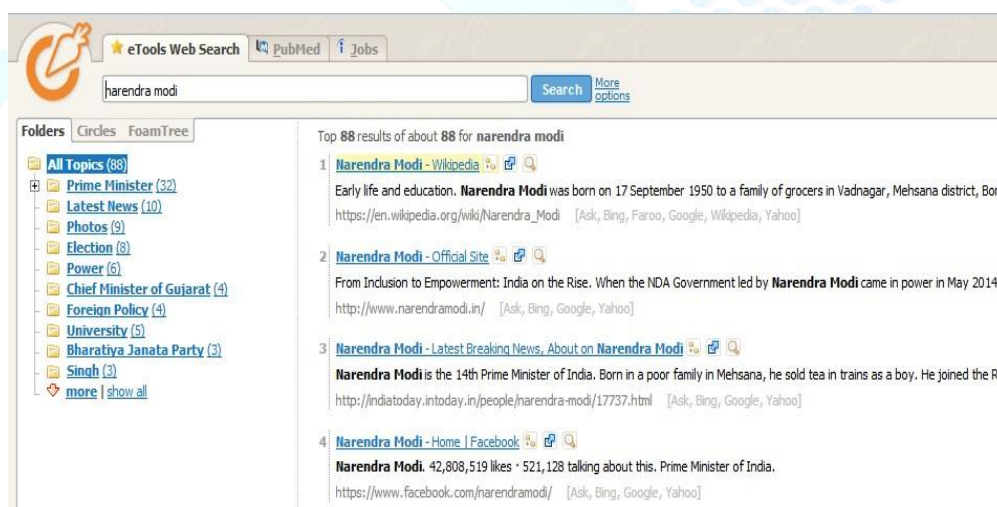 eTools Web Search PubMed Jobs
narendra modi Search More options
Folders Circles FoamTree
All Topics (88)
Prime Minister (32)
Latest News (10)
Photos (9)
Election (8)
Power (6)
Chief Minister of Gujarat (4)
Foreign Policy (4)
University (5)
Bharatiya Janata Party (3)
Singh (3)
more | show all
Top 88 results of about 88 for narendra modi
1 Narendra Modi - Wikipedia
Early life and education. Narendra Modi was born on 17 September 1950 to a family of grocers in Vadnagar, Mehsana district, Bor
https://en.wikipedia.org/wiki/Narendra_Modi [Ask, Bing, Faroo, Google, Wikipedia, Yahoo]
2 Narendra Modi - Official Site
From Inclusion to Empowerment: India on the Rise. When the NDA Government led by Narendra Modi came in power in May 2014
http://www.narendramodi.in/ [Ask, Bing, Google, Yahoo]
3 Narendra Modi - Latest Breaking News, About on Narendra Modi
Narendra Modi is the 14th Prime Minister of India. Born in a poor family in Mehsana, he sold tea in trains as a boy. He joined the R
http://indiatoday.intoday.in/people/narendra-modi/17737.html [Ask, Bing, Google, Yahoo]
4 Narendra Modi - Home | Facebook
Narendra Modi. 42,808,519 likes · 521,128 talking about this. Prime Minister of India.
https://www.facebook.com/narendramodi/ [Ask, Bing, Google, Yahoo]